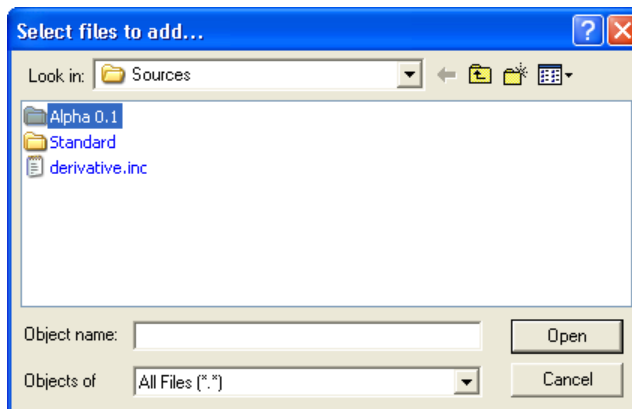 Select files to add...
Look in: Sources
Alpha 0.1
Standard
derivative.inc
Object name: Open
Objects of All Files (*.*) Cancel